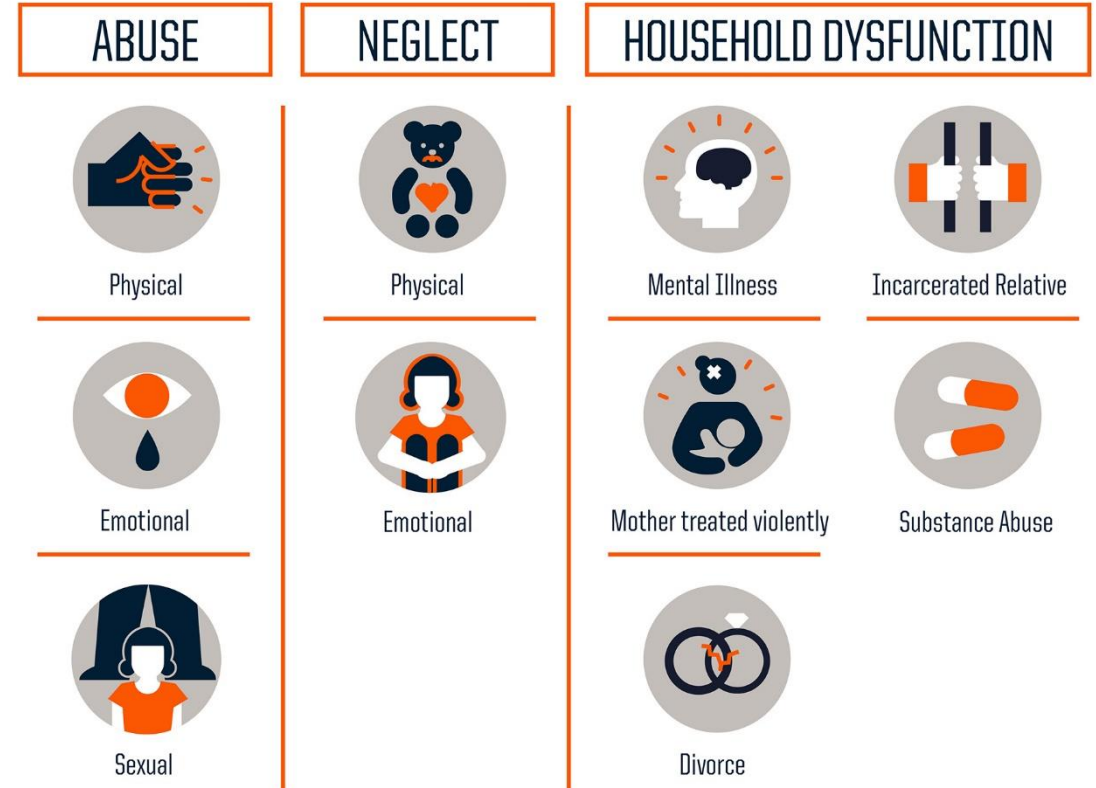 ABUSE
Physical
Emotional
Sexual
NEGLECT
Physical
Emotional
HOUSEHOLD DYSFUNCTION
Mental Illness
Incarcerated Relative
Mother treated violently
Substance Abuse
Divorce